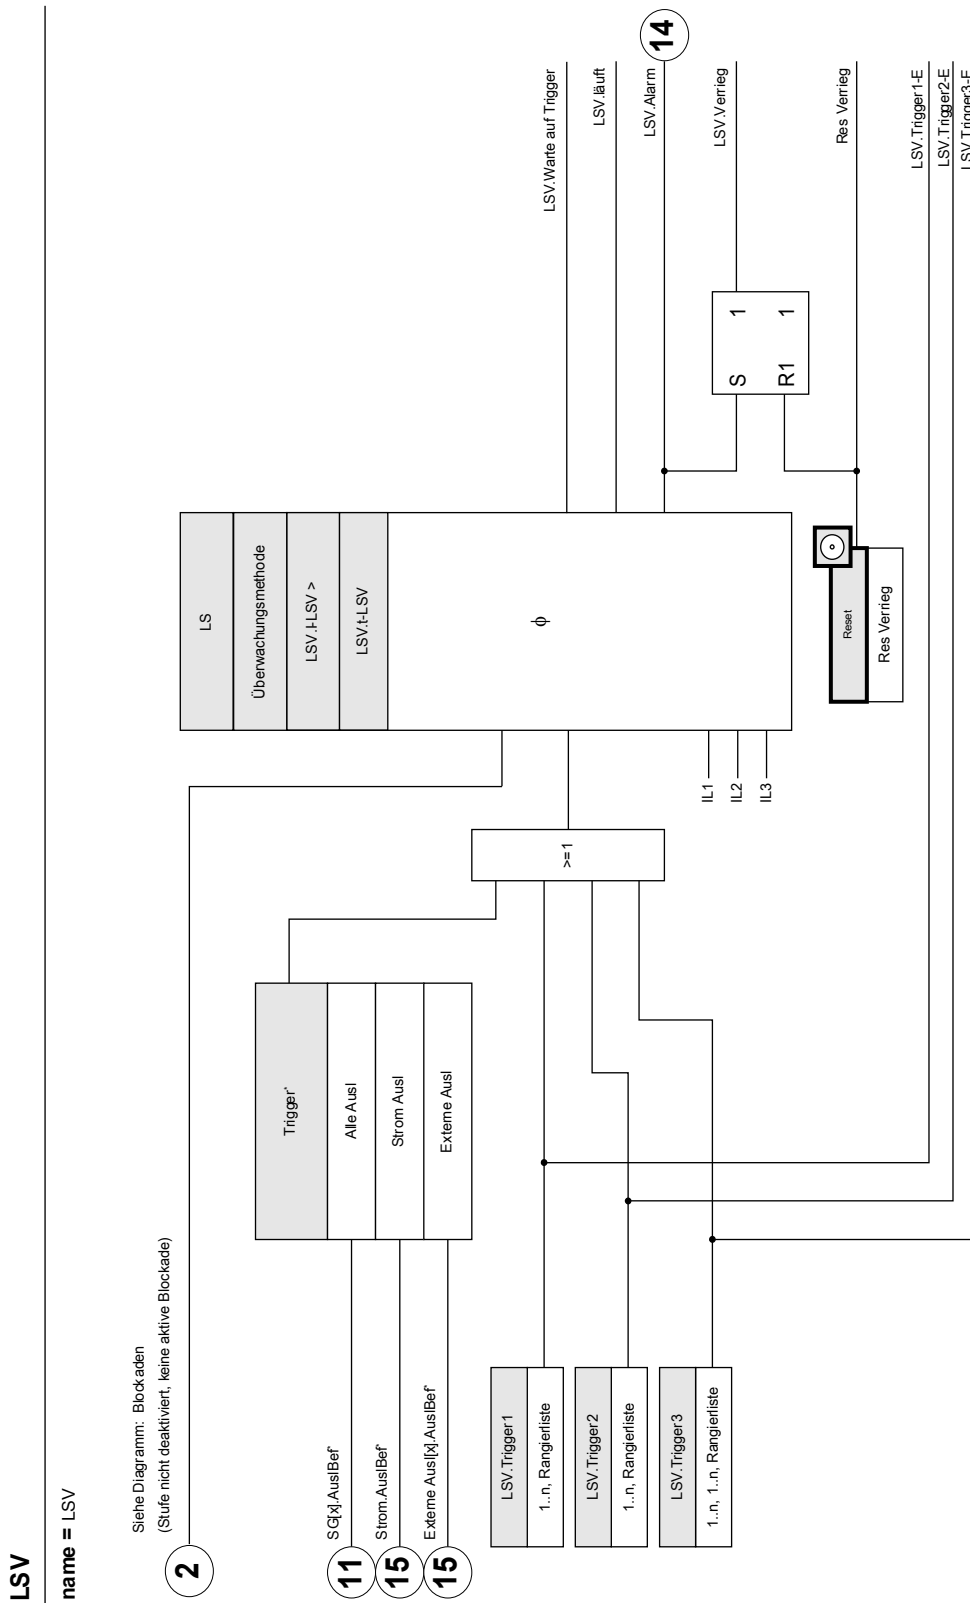 LSV
name = LSV
Siehe Diagramm: Blockaden
(Stufe nicht deaktiviert, keine aktive Blockade)
2
SG[x].AuslBef*
11
Strom.AuslBef*
15
Externe Ausl[x].AuslBef*
15
Trigger*
Alle Ausl
Strom Ausl
Externe Ausl
LSV.Trigger1
1..n, Rangierliste
LSV.Trigger2
1..n, Rangierliste
LSV.Trigger3
1..n, 1..n, Rangierliste
>=1
LS
Überwachungsmethode
LSV.I-LSV >
LSV.t-LSV
ϕ
IL1
IL2
IL3
Reset
Res Verrieg
S 1
R1 1
LSV.Warte auf Trigger
LSV.läuft
LSV.Alarm
14
LSV.Verrieg
Res Verrieg
LSV.Trigger1-E
LSV.Trigger2-E
LSV.Trigger3-E